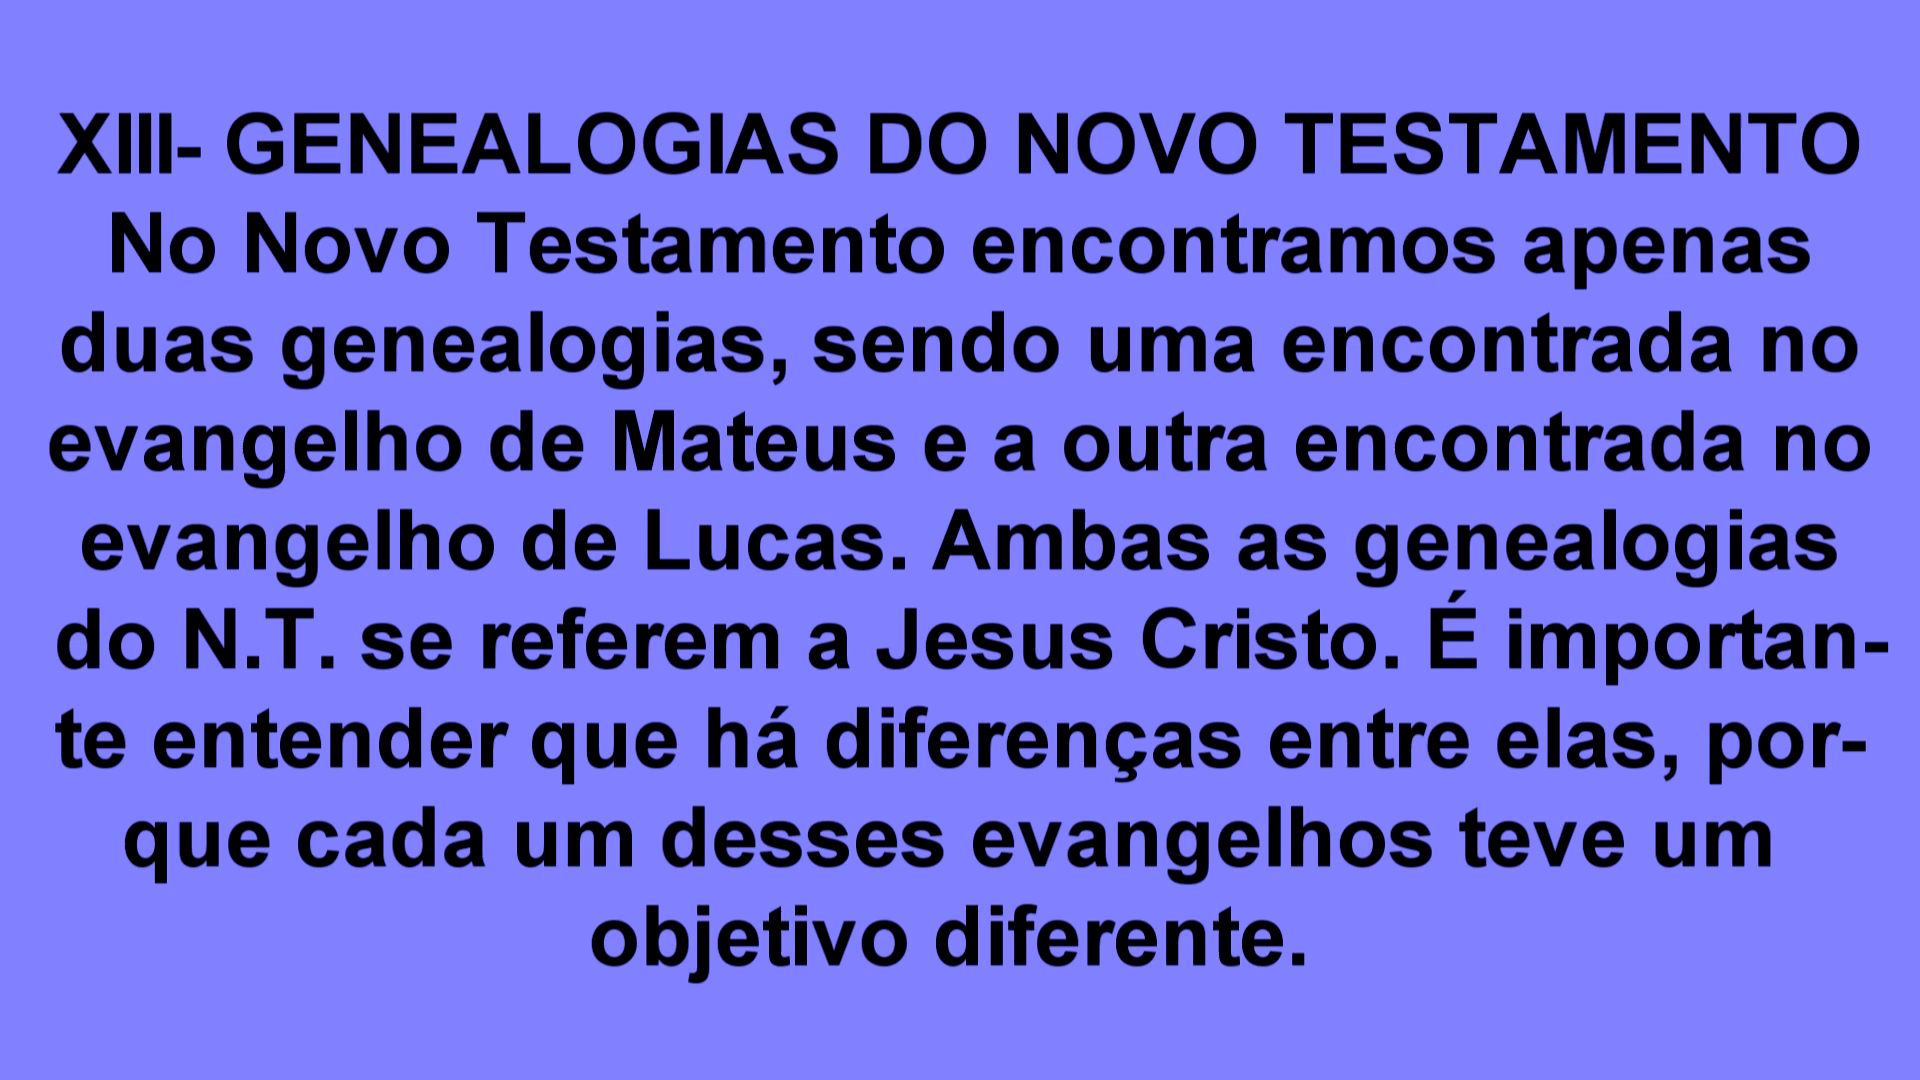 XIII- GENEALOGIAS DO NOVO TESTAMENTO
No Novo Testamento encontramos apenas
duas genealogias, sendo uma encontrada no
evangelho de Mateus e a outra encontrada no
evangelho de Lucas. Ambas as genealogias
do N.T. se referem a Jesus Cristo. É importan-
te entender que há diferenças entre elas, por-
que cada um desses evangelhos teve um
objetivo diferente.